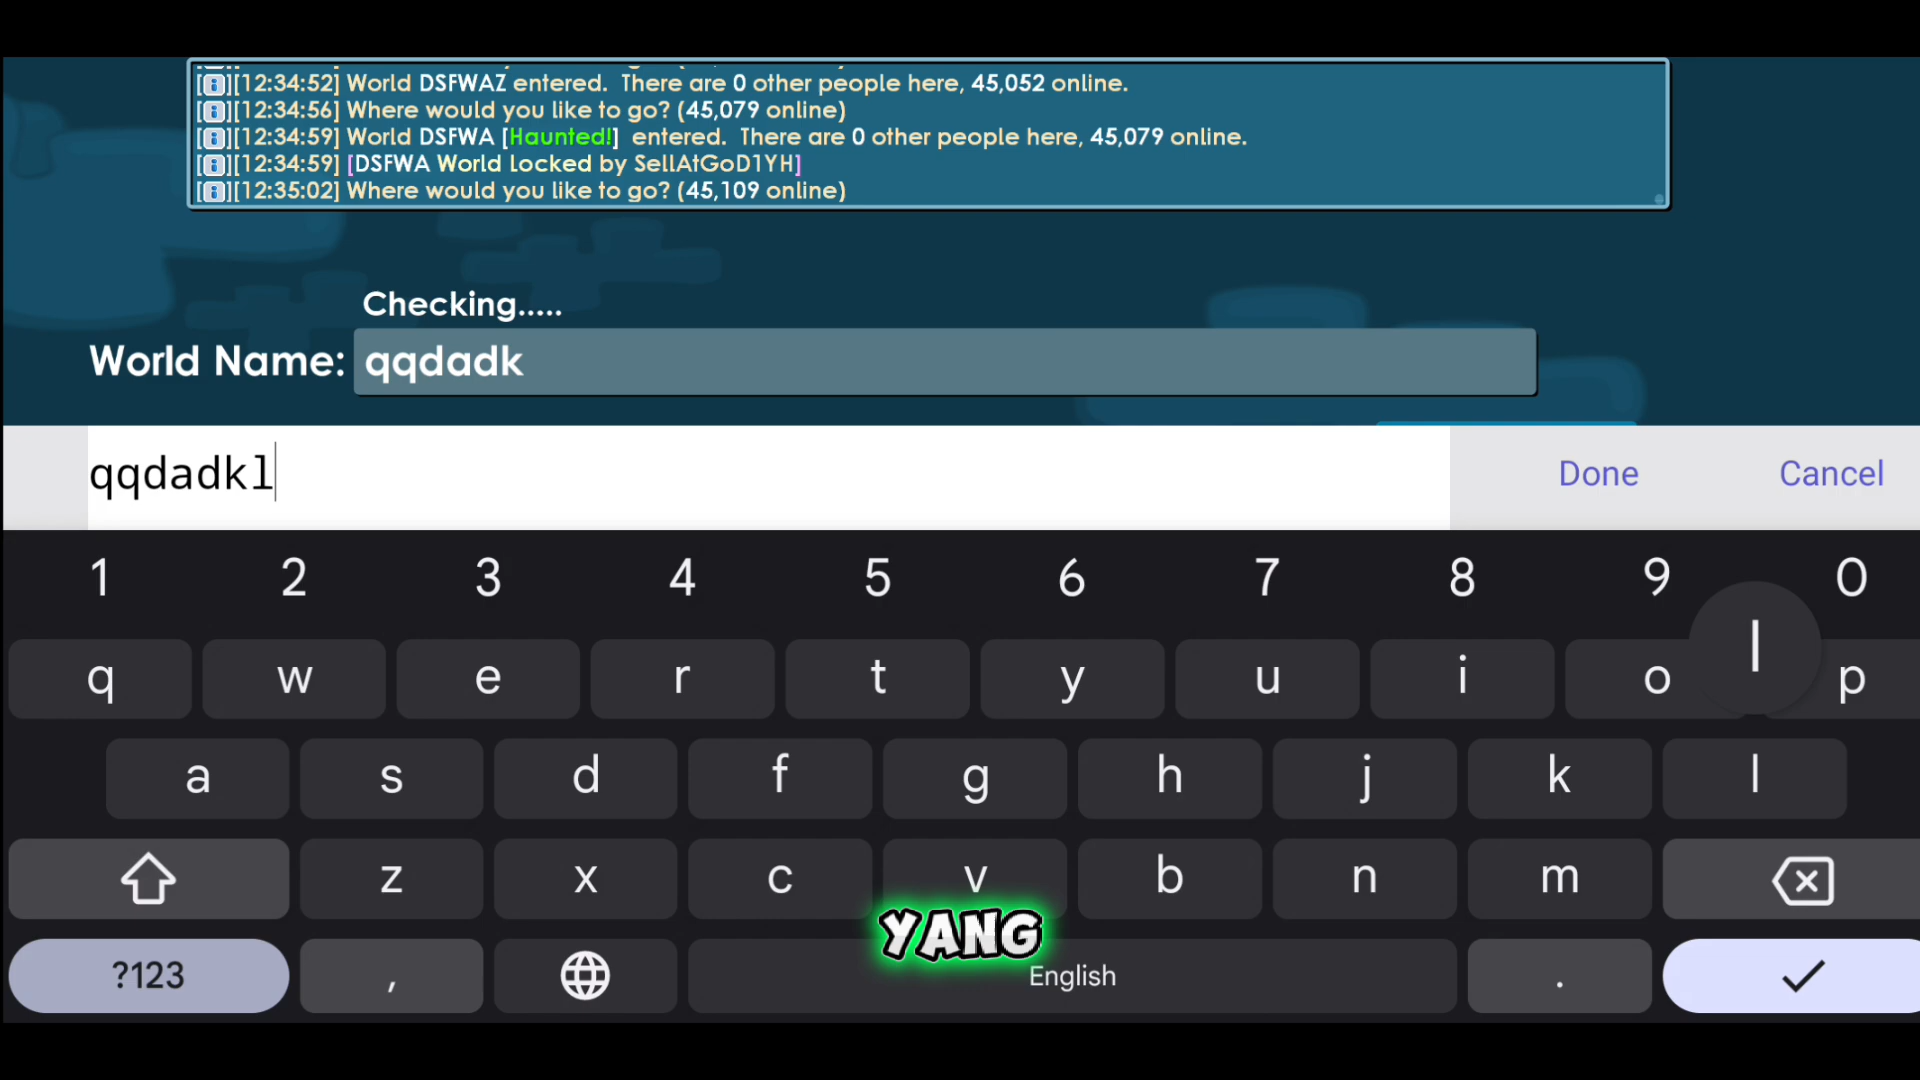 [i][12:34:52] World DSFWAZ entered.  There are 0 other people here, 45,052 online.
[i][12:34:56] Where would you like to go? (45,079 online)
[i][12:34:59] World DSFWA [Haunted!]  entered.  There are 0 other people here, 45,079 online.
[i][12:34:59] [DSFWA World Locked by SellAtGoD1YH]
[i][12:35:02] Where would you like to go? (45,109 online)
Checking.....
World Name: qqdadk
qqdadkl Done Cancel
1 2 3 4 5 6 7 8 9 0
l
q w e r t y u i o p
a s d f g h j k l
z x c v b n m
YANG
?123 , English .